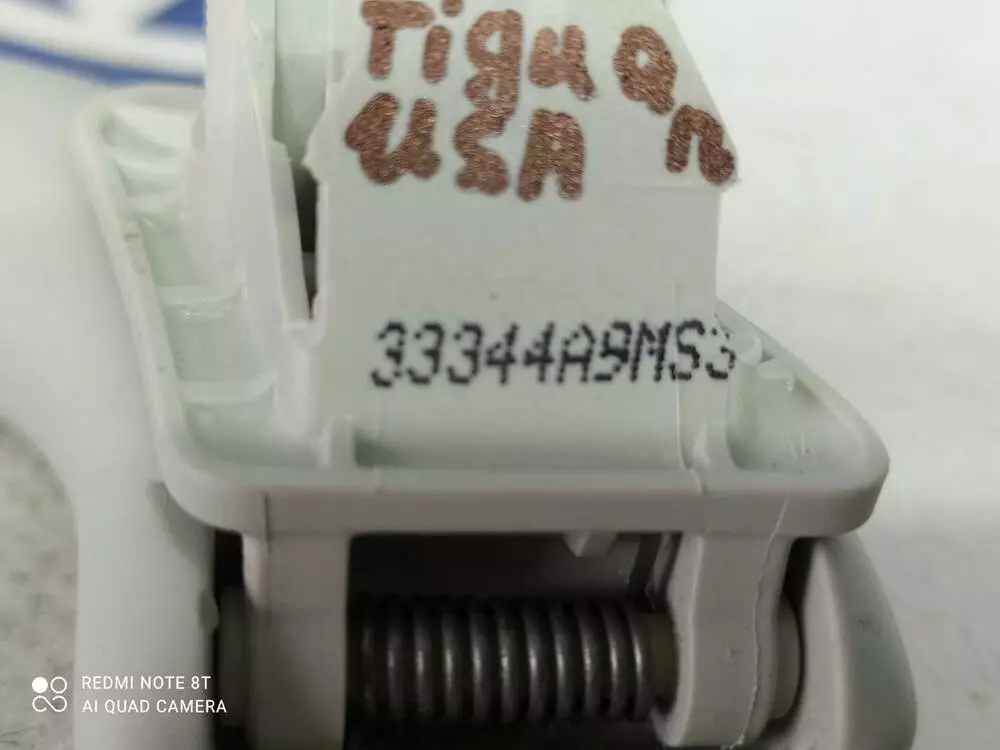 Tiguan
USA
33344A9MS3
REDMI NOTE 8T
AI QUAD CAMERA